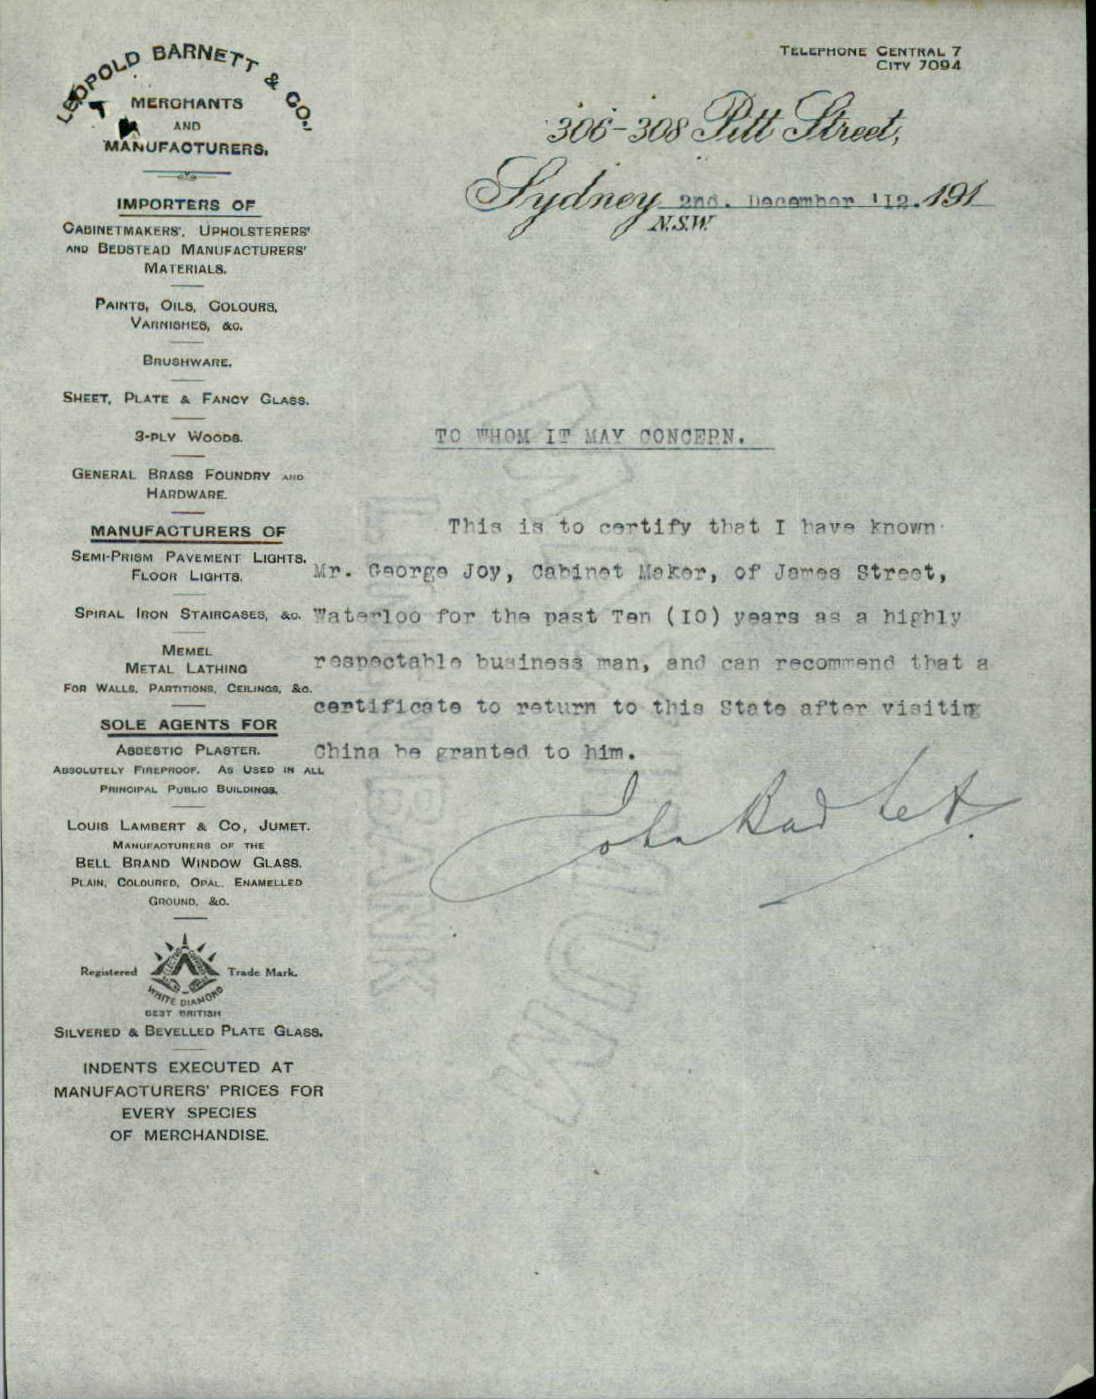 LEOPOLD BARNETT & CO.,
MERCHANTS
AND
MANUFACTURERS.
IMPORTERS OF
CABINETMAKERS', UPHOLSTERERS'
AND BEDSTEAD MANUFACTURERS'
MATERIALS.
PAINTS, OILS, COLOURS,
VARNISHES, &C.
BRUSHWARE.
SHEET, PLATE & FANCY GLASS.
3-PLY WOODS.
GENERAL BRASS FOUNDRY AND
HARDWARE.
MANUFACTURERS OF
SEMI-PRISM PAVEMENT LIGHTS.
FLOOR LIGHTS.
SPIRAL IRON STAIRCASES, &C.
MEMEL
METAL LATHING
FOR WALLS, PARTITIONS, CEILINGS, &C.
SOLE AGENTS FOR
ASBESTIC PLASTER.
ABSOLUTELY FIREPROOF. AS USED IN ALL
PRINCIPAL PUBLIC BUILDINGS.
LOUIS LAMBERT & CO, JUMET.
MANUFACTURERS OF THE
BELL BRAND WINDOW GLASS.
PLAIN, COLOURED, OPAL, ENAMELLED
GROUND, &C.
Registered Trade Mark.
WHITE DIAMOND
BEST BRITISH
SILVERED & BEVELLED PLATE GLASS.
INDENTS EXECUTED AT
MANUFACTURERS' PRICES FOR
EVERY SPECIES
OF MERCHANDISE.
TELEPHONE CENTRAL 7
CITY 7094
306-308 Pitt Street,
Sydney 2nd. December '12. 191
N.S.W.
TO WHOM IT MAY CONCERN.
This is to certify that I have known
Mr. George Joy, Cabinet Maker, of James Street,
Waterloo for the past Ten (10) years as a highly
respectable business man, and can recommend that a
certificate to return to this State after visiting
China be granted to him.
John